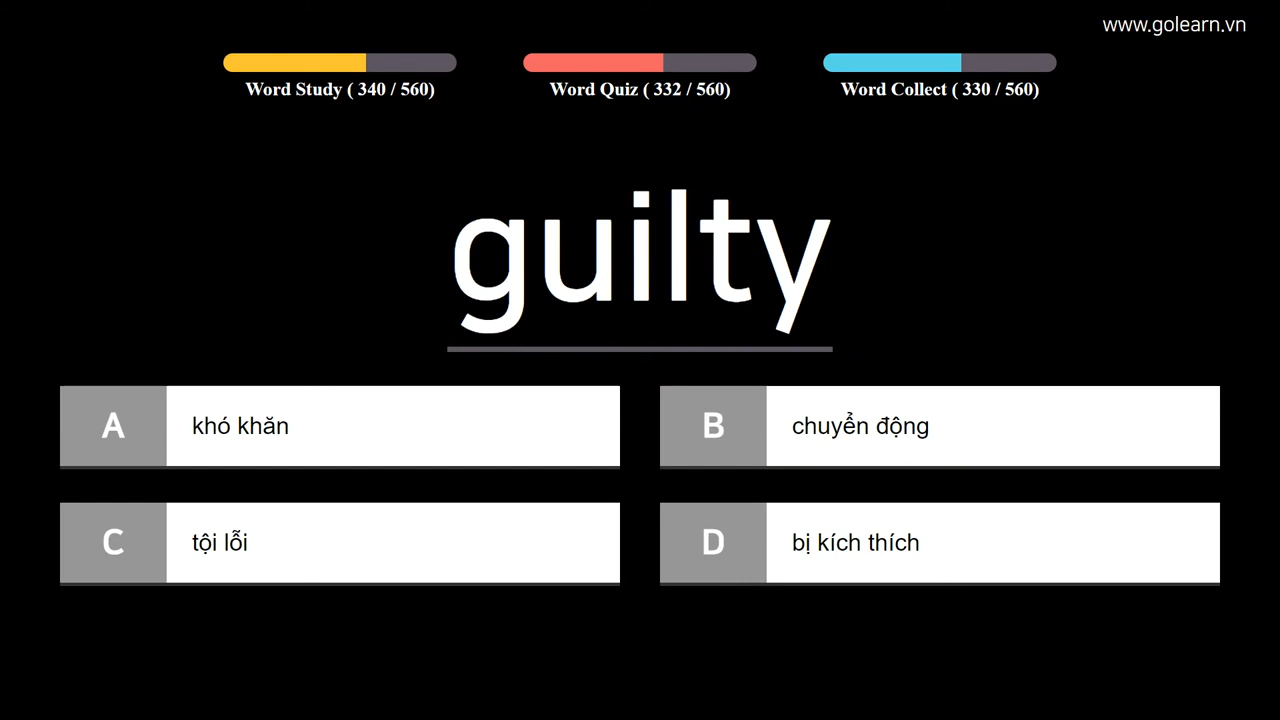 www.golearn.vn
Word Study ( 340 / 560)
Word Quiz ( 332 / 560)
Word Collect ( 330 / 560)
guilty
A khó khăn
B chuyển động
C tội lỗi
D bị kích thích